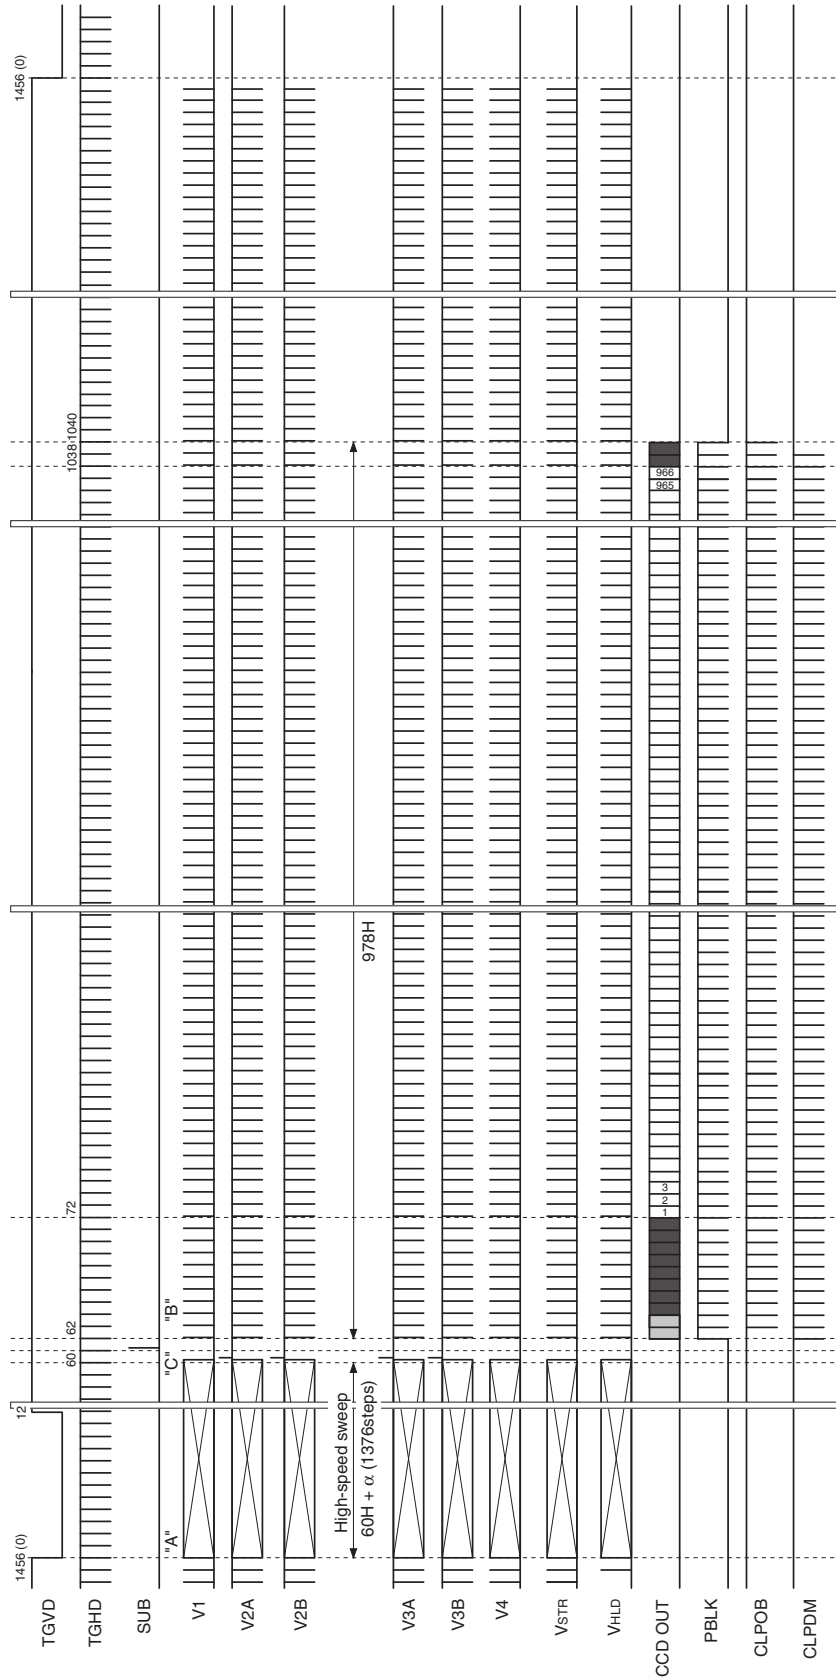 TGVD
TGHD
SUB
V1
V2A
V2B
V3A
V3B
V4
VSTR
VHLD
CCD OUT
PBLK
CLPOB
CLPDM
1456 (0)
12
60
62
72
1038
1040
1456 (0)
"A"
"C"
"B"
High-speed sweep
60H + α (1376steps)
978H
1
2
3
965
966